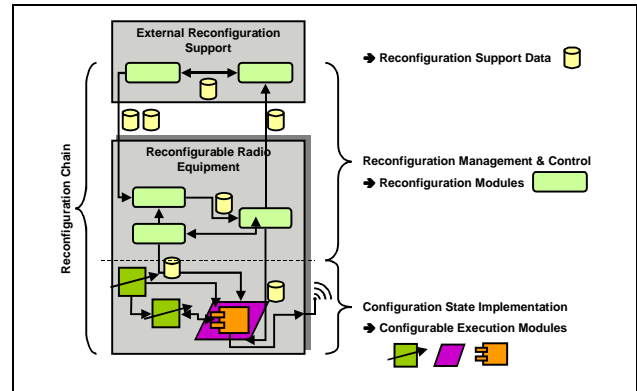 External Reconfiguration
Support
➔ Reconfiguration Support Data
Reconfiguration Chain
Reconfigurable Radio
Equipment
Reconfiguration Management & Control
➔ Reconfiguration Modules
Configuration State Implementation
➔ Configurable Execution Modules